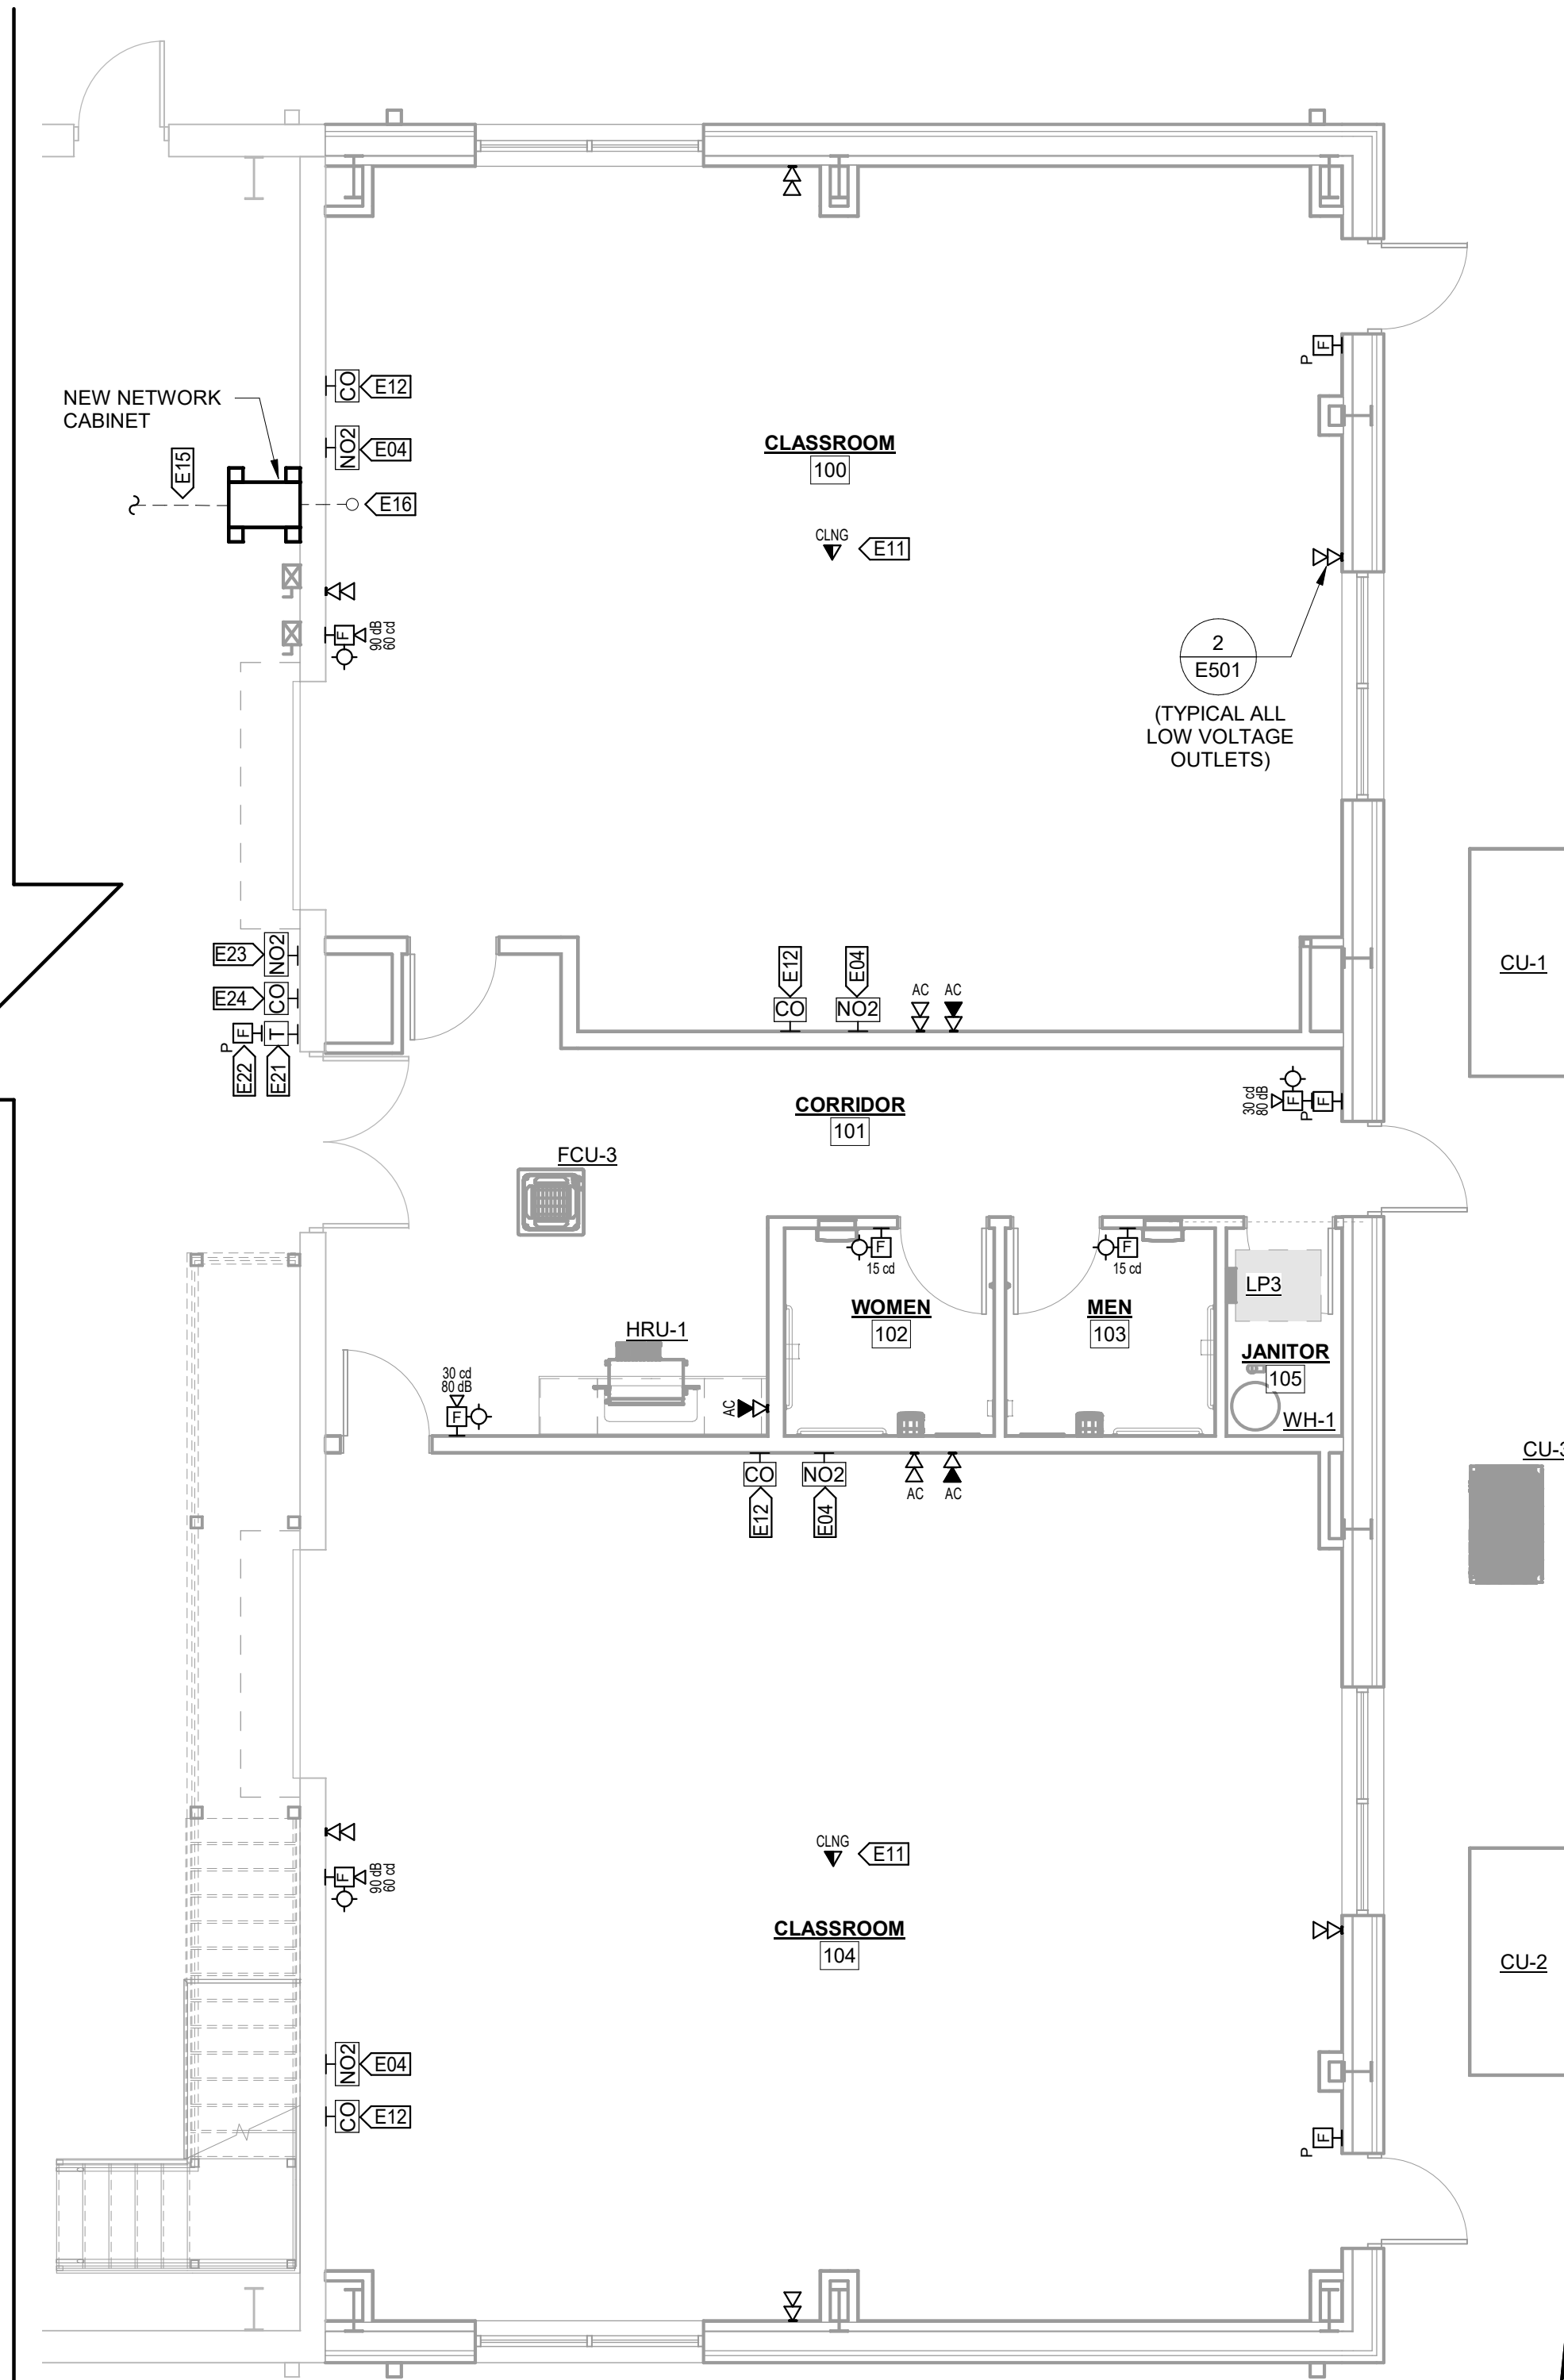 NEW NETWORK
CABINET
E15
E16
CO
E12
NO2
E04
CLASSROOM
100
CLNG
E11
P
F
F
90 dB
60 cd
2
E501
(TYPICAL ALL
LOW VOLTAGE
OUTLETS)
CU-1
E23
NO2
E24
CO
P
F
T
E22
E21
E12
CO
E04
NO2
AC
AC
CORRIDOR
101
30 cd
80 dB
F
P
F
FCU-3
F
15 cd
F
15 cd
WOMEN
102
MEN
103
LP3
JANITOR
105
WH-1
HRU-1
30 cd
80 dB
F
AC
CO
E12
NO2
E04
AC
AC
CU-3
CLNG
E11
F
90 dB
60 cd
CLASSROOM
104
CU-2
NO2
E04
CO
E12
P
F